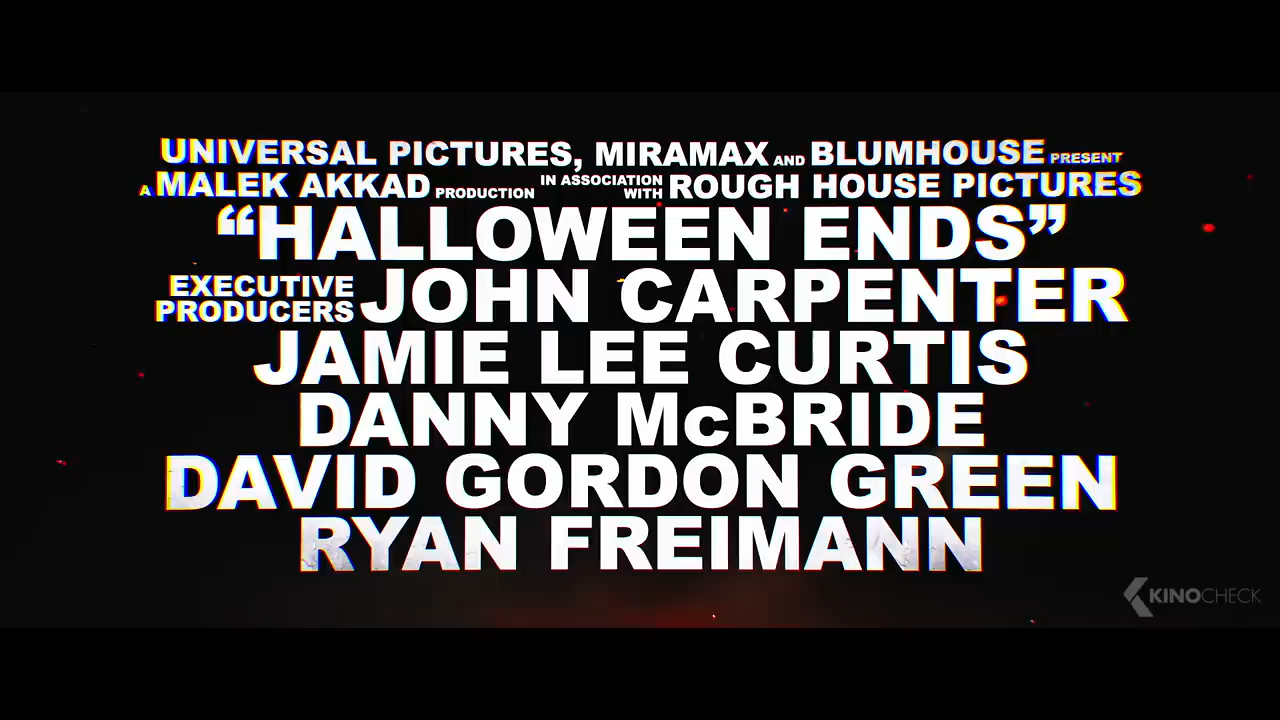 UNIVERSAL PICTURES, MIRAMAX AND BLUMHOUSE PRESENT
A MALEK AKKAD PRODUCTION IN ASSOCIATION WITH ROUGH HOUSE PICTURES
“HALLOWEEN ENDS”
EXECUTIVE PRODUCERS JOHN CARPENTER
JAMIE LEE CURTIS
DANNY McBRIDE
DAVID GORDON GREEN
RYAN FREIMANN
KINOCHECK